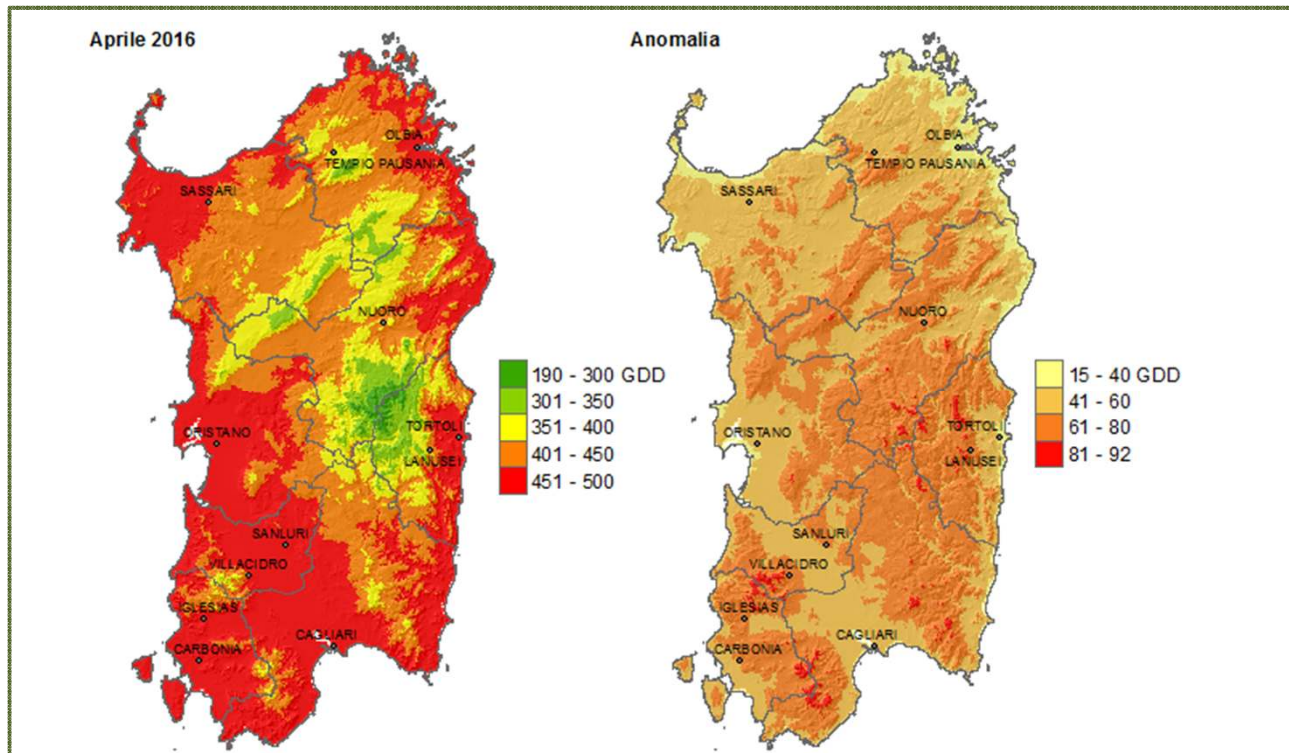 Aprile 2016
OLBIA
TEMPIO PAUSANIA
SASSARI
NUORO
ORISTANO
TORTOLI
LANUSEI
SANLURI
VILLACIDRO
IGLESIAS
CAGLIARI
CARBONIA
190 - 300 GDD
301 - 350
351 - 400
401 - 450
451 - 500
Anomalia
OLBIA
TEMPIO PAUSANIA
SASSARI
NUORO
ORISTANO
TORTOLI
LANUSEI
SANLURI
VILLACIDRO
IGLESIAS
CAGLIARI
CARBONIA
15 - 40 GDD
41 - 60
61 - 80
81 - 92